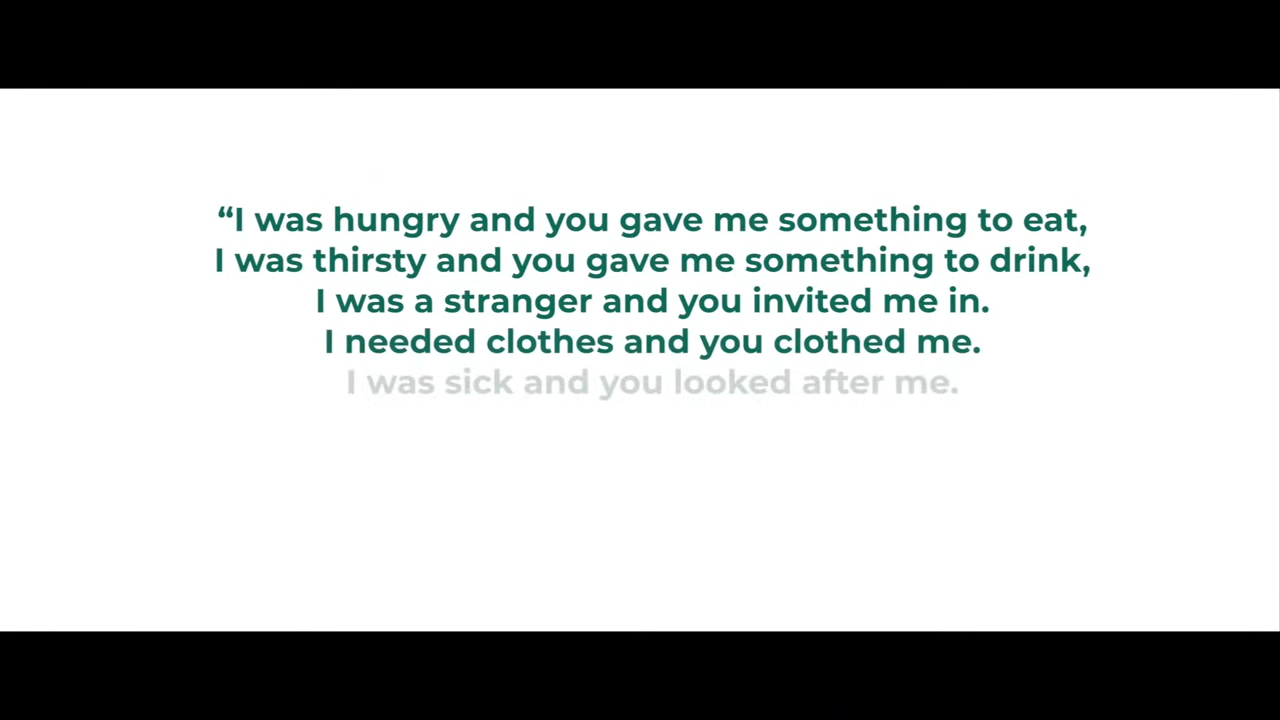 “I was hungry and you gave me something to eat,
I was thirsty and you gave me something to drink,
I was a stranger and you invited me in.
I needed clothes and you clothed me.
I was sick and you looked after me.